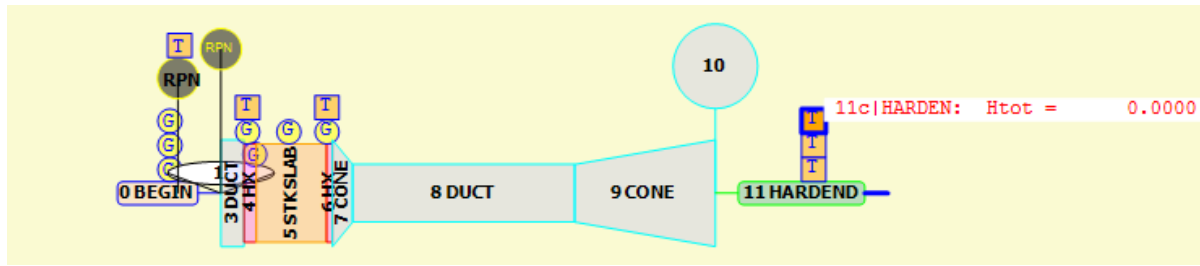 T
RPN
RPN
10
T
T
T
11c|HARDEN:  Htot =      0.0000
G
G
G
G
T
G
G
G
T
T
1
0 BEGIN
3 DUCT
4 HX
5 STKSLAB
6 HX
7 CONE
8 DUCT
9 CONE
11 HARDEND